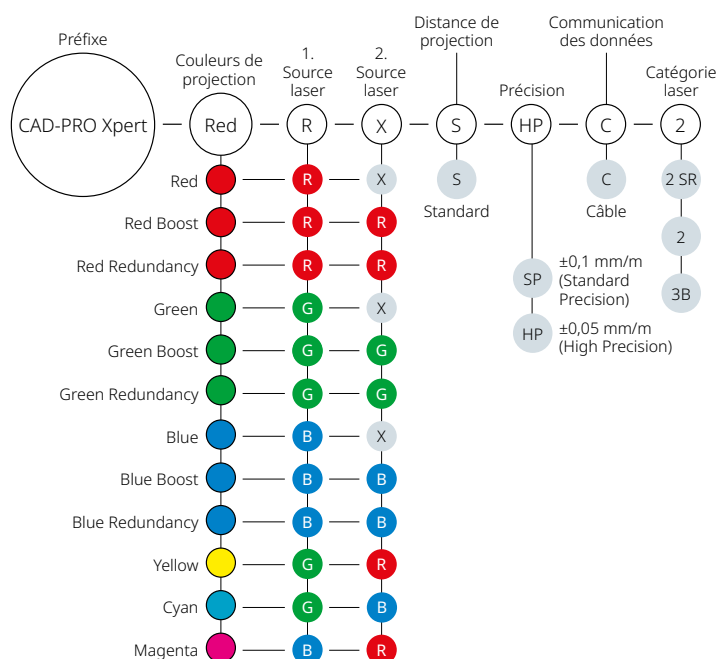 Préfixe
Couleurs de
projection
1.
Source
laser
2.
Source
laser
Distance de
projection
Précision
Communication
des données
Catégorie
laser
CAD-PRO Xpert
Red
R
X
S
HP
C
2
Red
R
X
S
Standard
C
Câble
2 SR
2
3B
SP
±0,1 mm/m
(Standard
Precision)
HP
±0,05 mm/m
(High Precision)
Red Boost
R
R
Red Redundancy
R
R
Green
G
X
Green Boost
G
G
Green Redundancy
G
G
Blue
B
X
Blue Boost
B
B
Blue Redundancy
B
B
Yellow
G
R
Cyan
G
B
Magenta
B
R